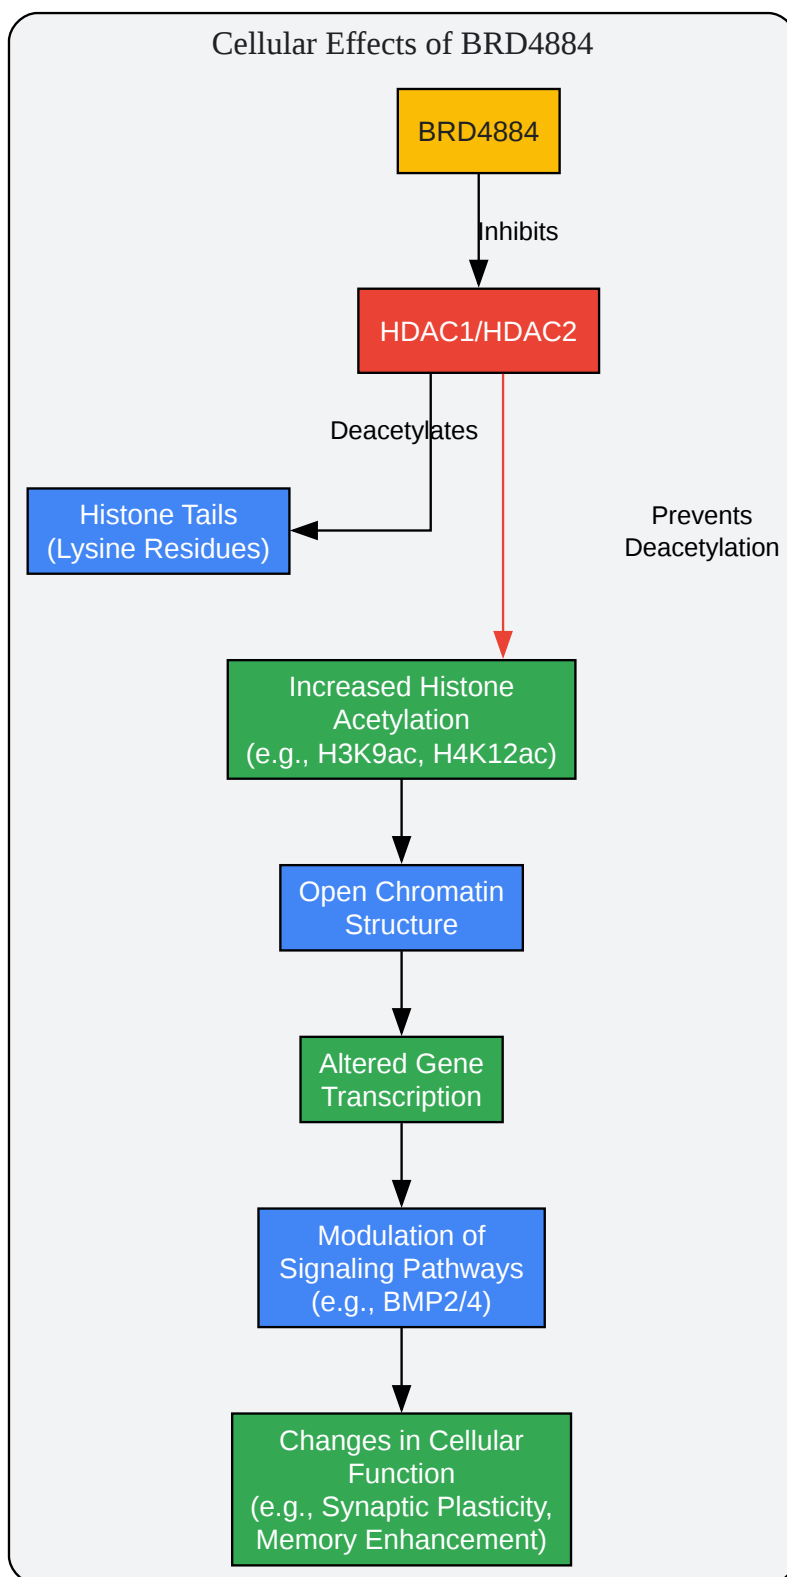 Cellular Effects of BRD4884
BRD4884
Inhibits
HDAC1/HDAC2
Deacetylates
Histone Tails
(Lysine Residues)
Prevents
Deacetylation
Increased Histone
Acetylation
(e.g., H3K9ac, H4K12ac)
Open Chromatin
Structure
Altered Gene
Transcription
Modulation of
Signaling Pathways
(e.g., BMP2/4)
Changes in Cellular
Function
(e.g., Synaptic Plasticity,
Memory Enhancement)